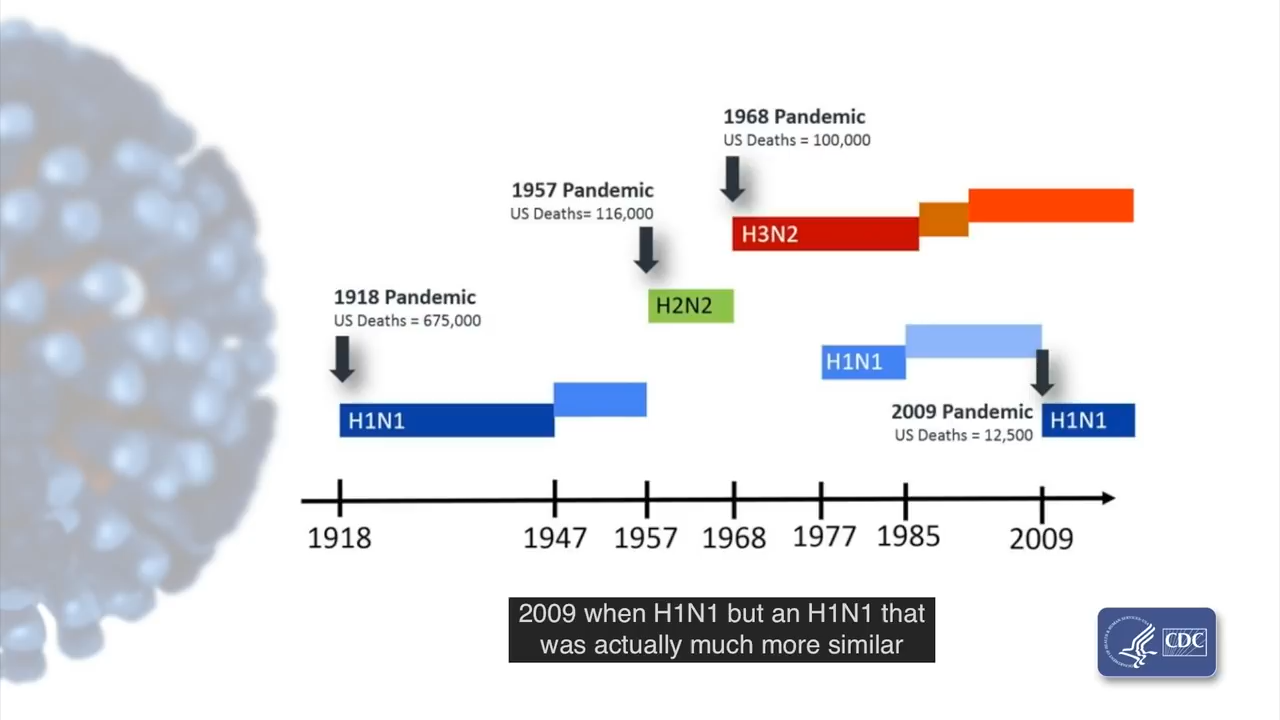 1968 Pandemic
US Deaths = 100,000
1957 Pandemic
US Deaths= 116,000
H3N2
1918 Pandemic
US Deaths = 675,000
H2N2
H1N1
2009 Pandemic
US Deaths = 12,500
H1N1
H1N1
1918
1947
1957
1968
1977
1985
2009
2009 when H1N1 but an H1N1 that
was actually much more similar
CDC